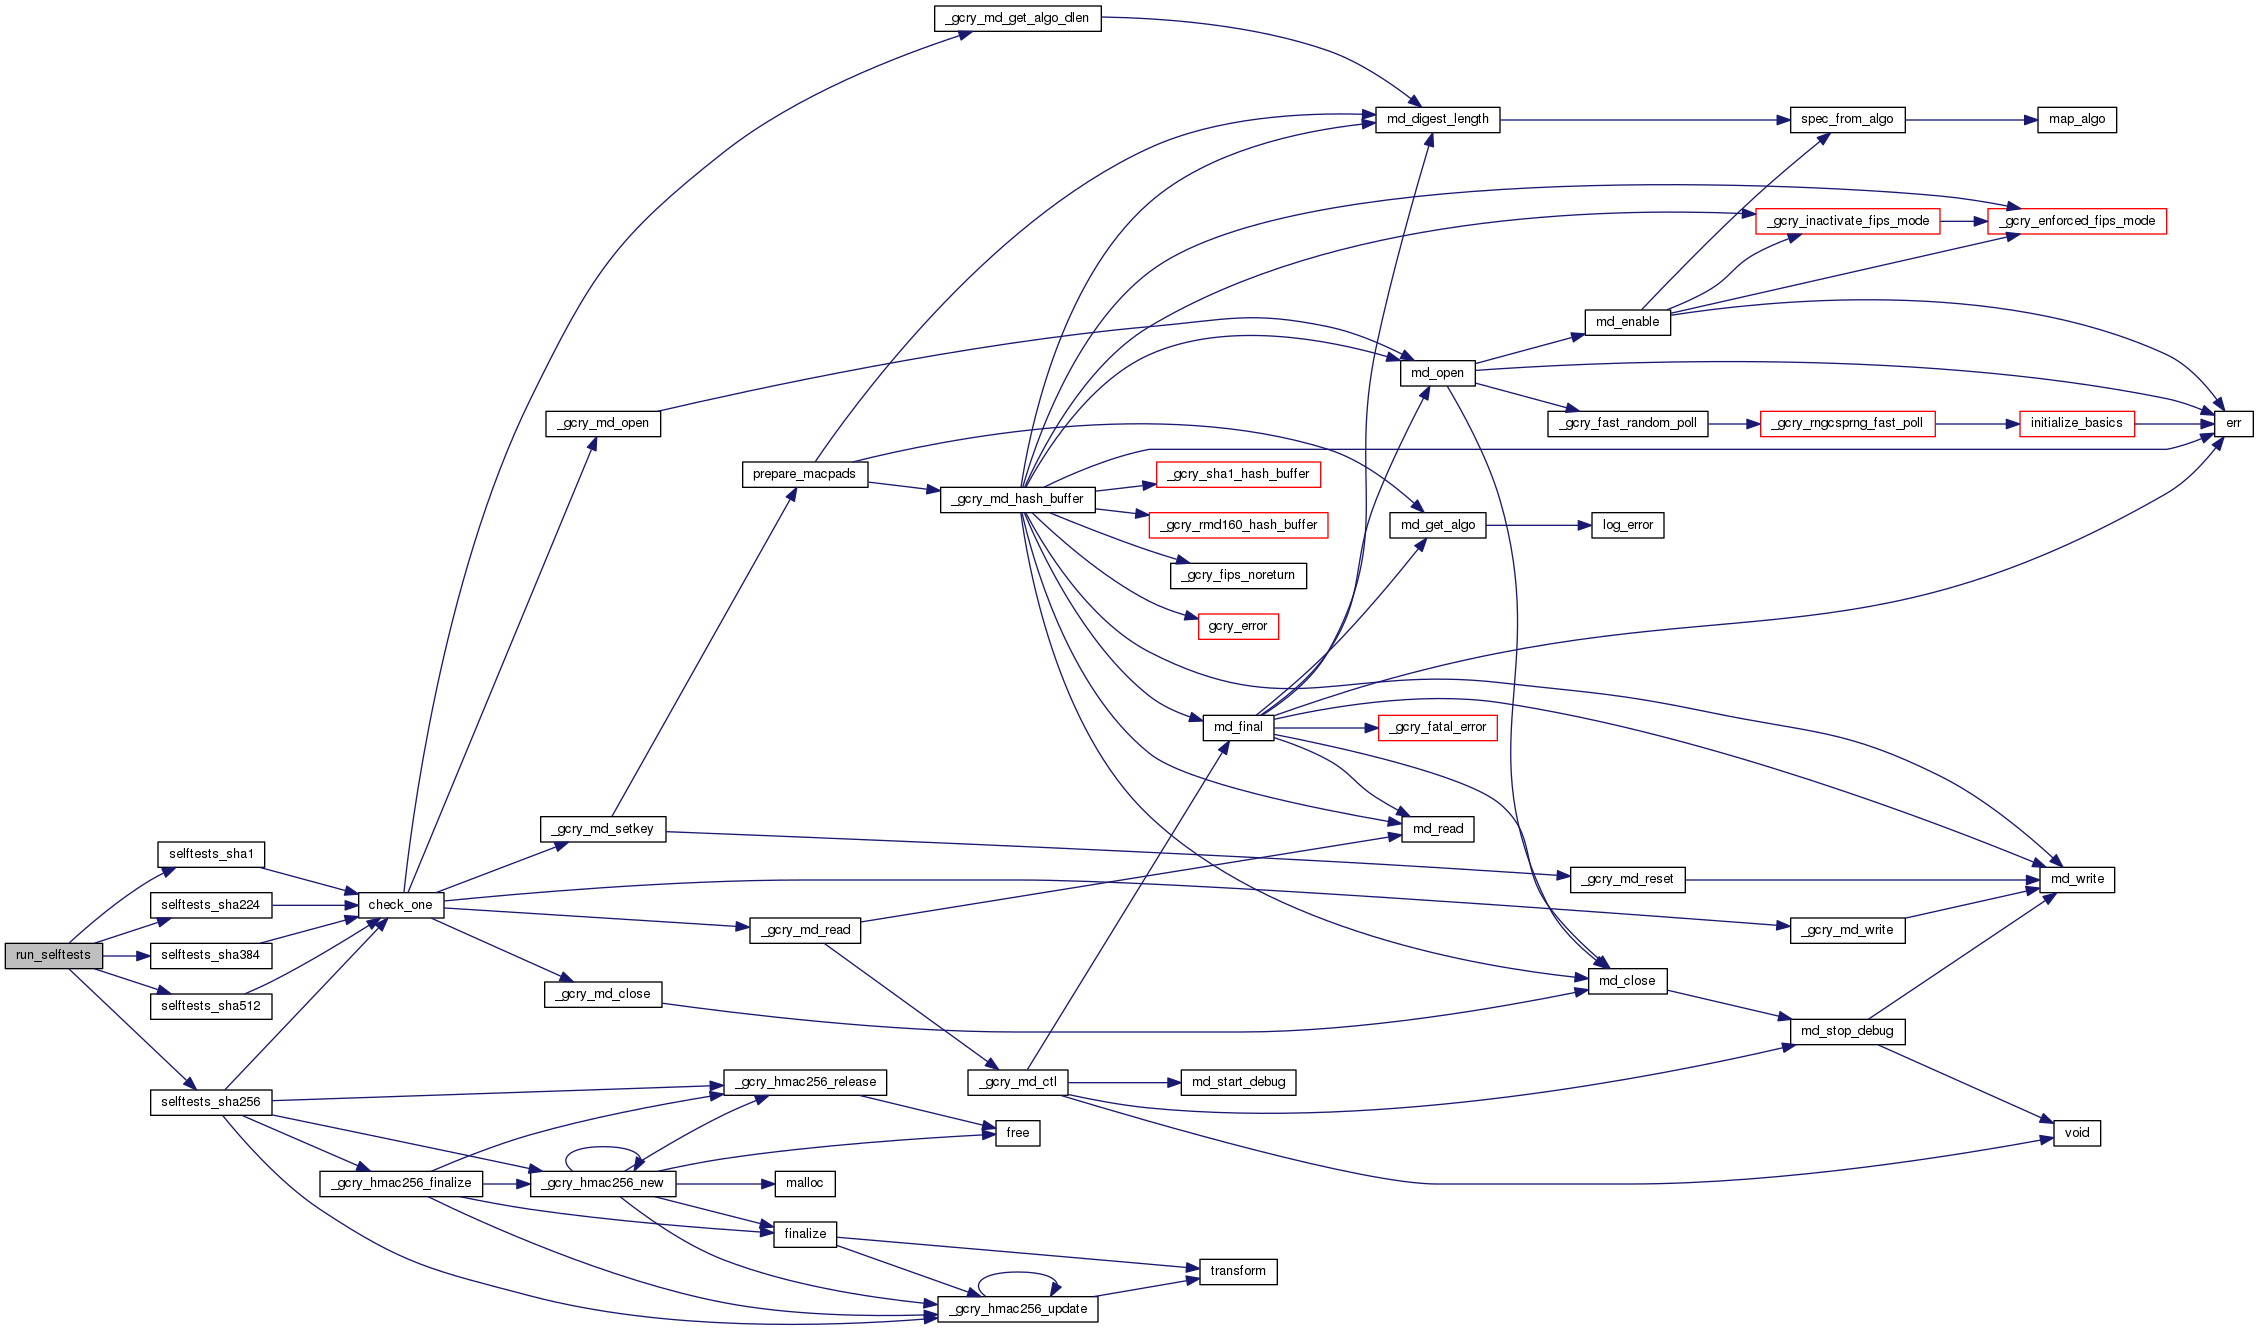 _gcry_md_get_algo_dlen
md_digest_length
spec_from_algo
map_algo
_gcry_inactivate_fips_mode
_gcry_enforced_fips_mode
md_enable
md_open
_gcry_md_open
_gcry_fast_random_poll
_gcry_rngcsprng_fast_poll
initialize_basics
err
prepare_macpads
_gcry_sha1_hash_buffer
_gcry_md_hash_buffer
_gcry_rmd160_hash_buffer
md_get_algo
log_error
_gcry_fips_noreturn
gcry_error
md_final
_gcry_fatal_error
_gcry_md_setkey
md_read
selftests_sha1
_gcry_md_reset
md_write
selftests_sha224
check_one
_gcry_md_read
_gcry_md_write
run_selftests
selftests_sha384
md_close
selftests_sha512
_gcry_md_close
md_stop_debug
_gcry_hmac256_release
_gcry_md_ctl
md_start_debug
selftests_sha256
free
void
_gcry_hmac256_finalize
_gcry_hmac256_new
malloc
finalize
transform
_gcry_hmac256_update